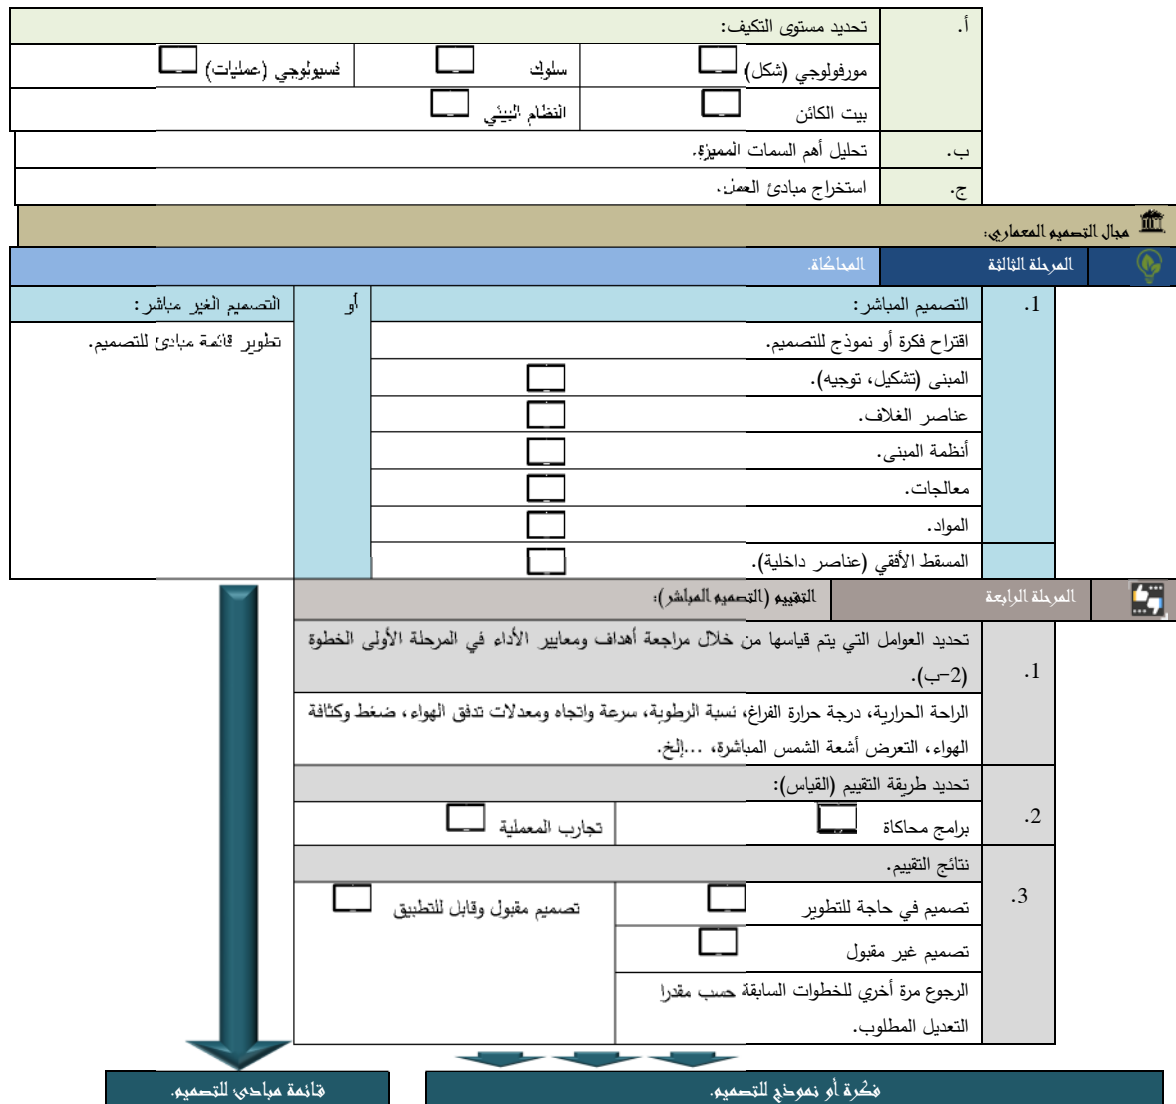 أ. تحديد مستوى التكيف:
مورفولوجي (شكل) سلوك فسيولوجي (عمليات)
بيت الكائن النظام البيئي
ب. تحليل أهم السمات المميزة.
ج. استخراج مبادئ العمل.
مجال التصميم المعماري:
المرحلة الثالثة المحاكاة.
1. التصميم المباشر: أو التصميم الغير مباشر:
اقتراح فكرة أو نموذج للتصميم. تطوير قائمة مبادئ للتصميم.
المبنى (تشكيل، توجيه).
عناصر الغلاف.
أنظمة المبنى.
معالجات.
المواد.
المسقط الأفقي (عناصر داخلية).
المرحلة الرابعة التقييم (التصميم المباشر):
1. تحديد العوامل التي يتم قياسها من خلال مراجعة أهداف ومعايير الأداء في المرحلة الأولى الخطوة
(2-ب).
الراحة الحرارية، درجة حرارة الفراغ، نسبة الرطوبة، سرعة واتجاه ومعدلات تدفق الهواء، ضغط وكثافة
الهواء، التعرض أشعة الشمس المباشرة، ...إلخ.
2. تحديد طريقة التقييم (القياس):
برامج محاكاة تجارب المعملية
3. نتائج التقييم.
تصميم في حاجة للتطوير تصميم مقبول وقابل للتطبيق
تصميم غير مقبول
الرجوع مرة أخري للخطوات السابقة حسب مقدرا
التعديل المطلوب.
فكرة أو نموذج للتصميم. قائمة مبادئ للتصميم.